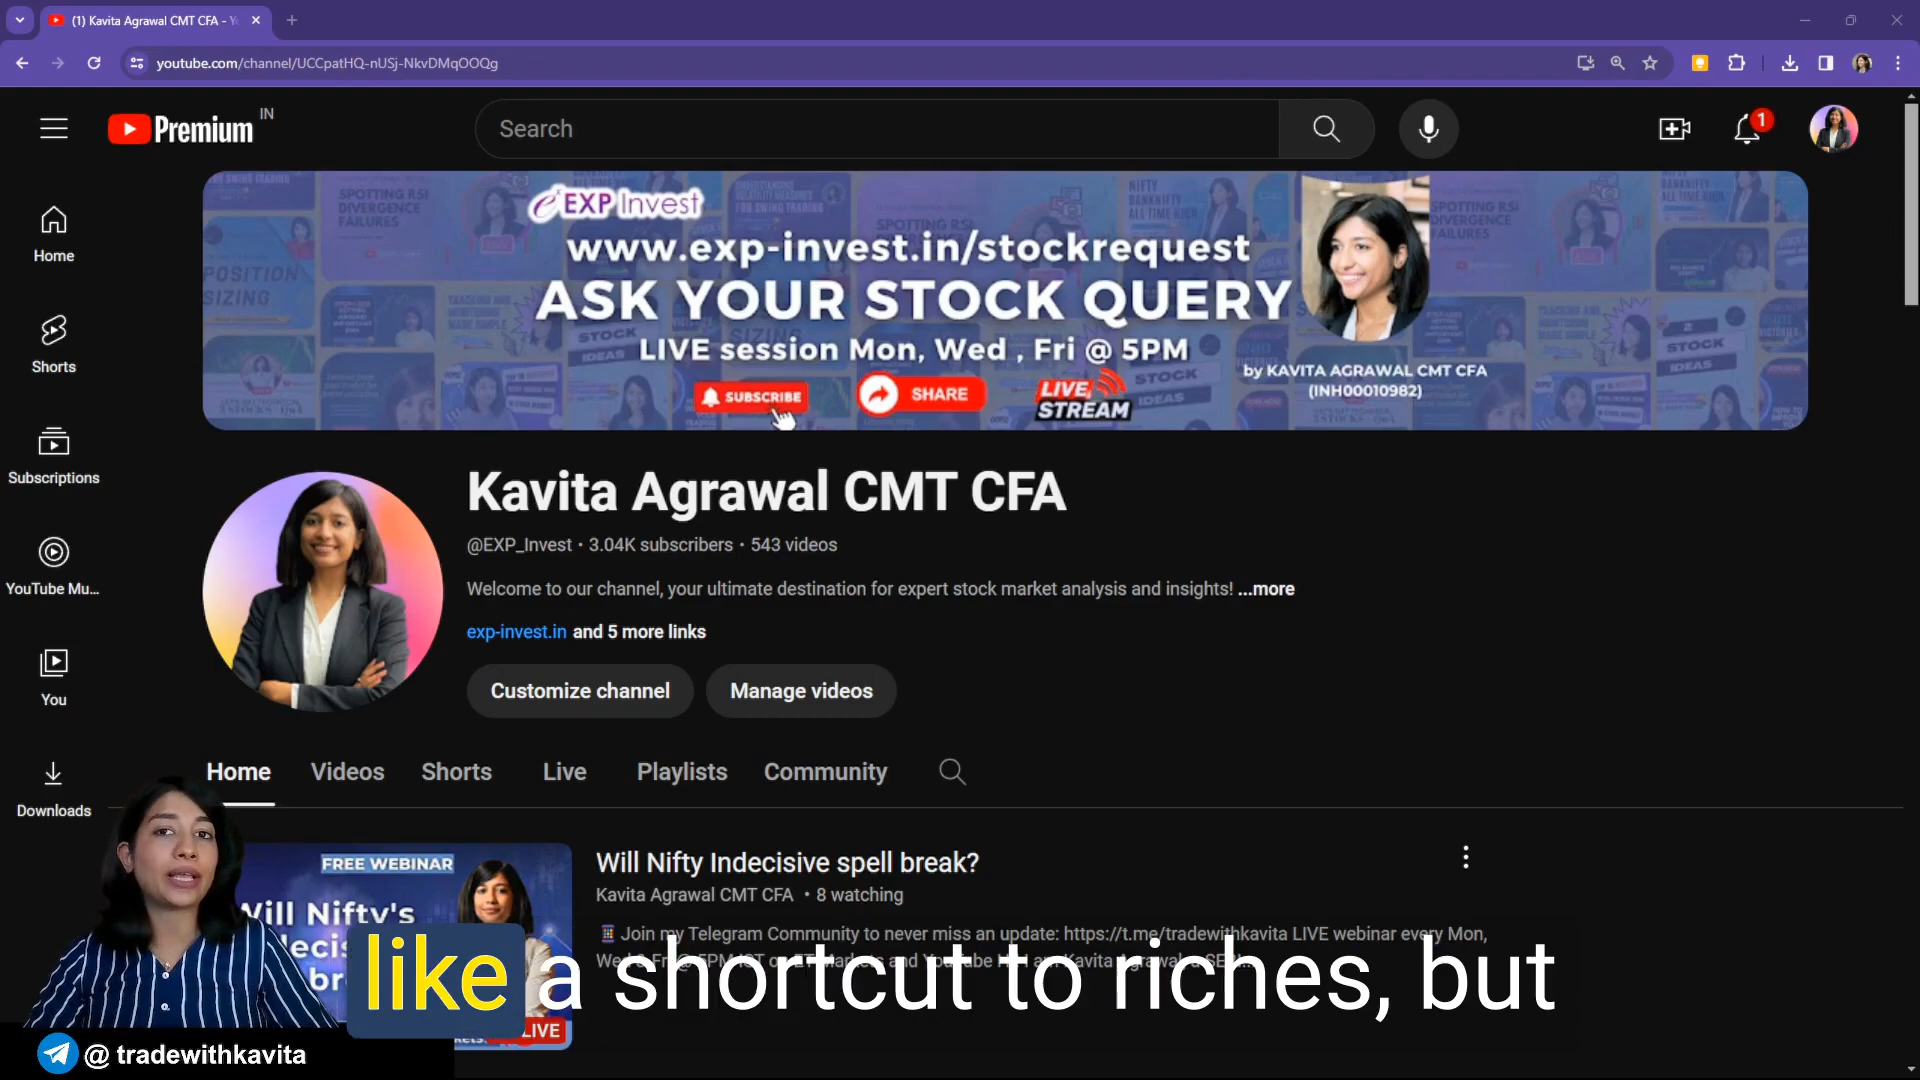 (1) Kavita Agrawal CMT CFA - Y
youtube.com/channel/UCCpatHQ-nUSj-NkvDMqOOQg
Premium IN
Search
1
Home
Shorts
Subscriptions
YouTube Mu...
You
Downloads
EXP Invest
www.exp-invest.in/stockrequest
ASK YOUR STOCK QUERY
LIVE session Mon, Wed , Fri @ 5PM
SUBSCRIBE
SHARE
LIVE
STREAM
by KAVITA AGRAWAL CMT CFA
(INH00010982)
Kavita Agrawal CMT CFA
@EXP_Invest • 3.04K subscribers • 543 videos
Welcome to our channel, your ultimate destination for expert stock market analysis and insights! ...more
exp-invest.in and 5 more links
Customize channel
Manage videos
Home
Videos
Shorts
Live
Playlists
Community
FREE WEBINAR
Will Nifty's
LIVE
Will Nifty Indecisive spell break?
Kavita Agrawal CMT CFA • 8 watching
Join my Telegram Community to never miss an update: https://t.me/tradewithkavita LIVE webinar every Mon,
like a shortcut to riches, but
@ tradewithkavita